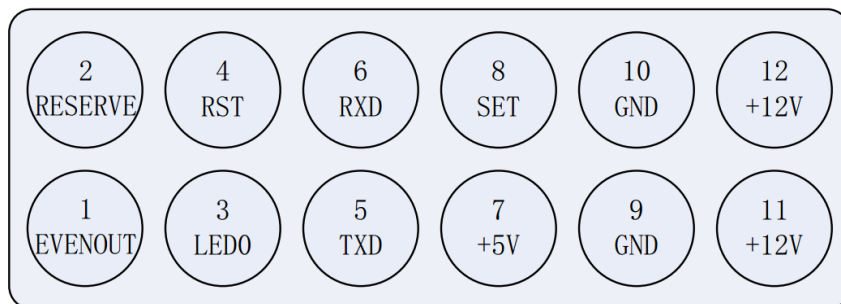 2 4 6 8 10 12
RESERVE RST RXD SET GND +12V
1 3 5 7 9 11
EVENOUT LEDO TXD +5V GND +12V